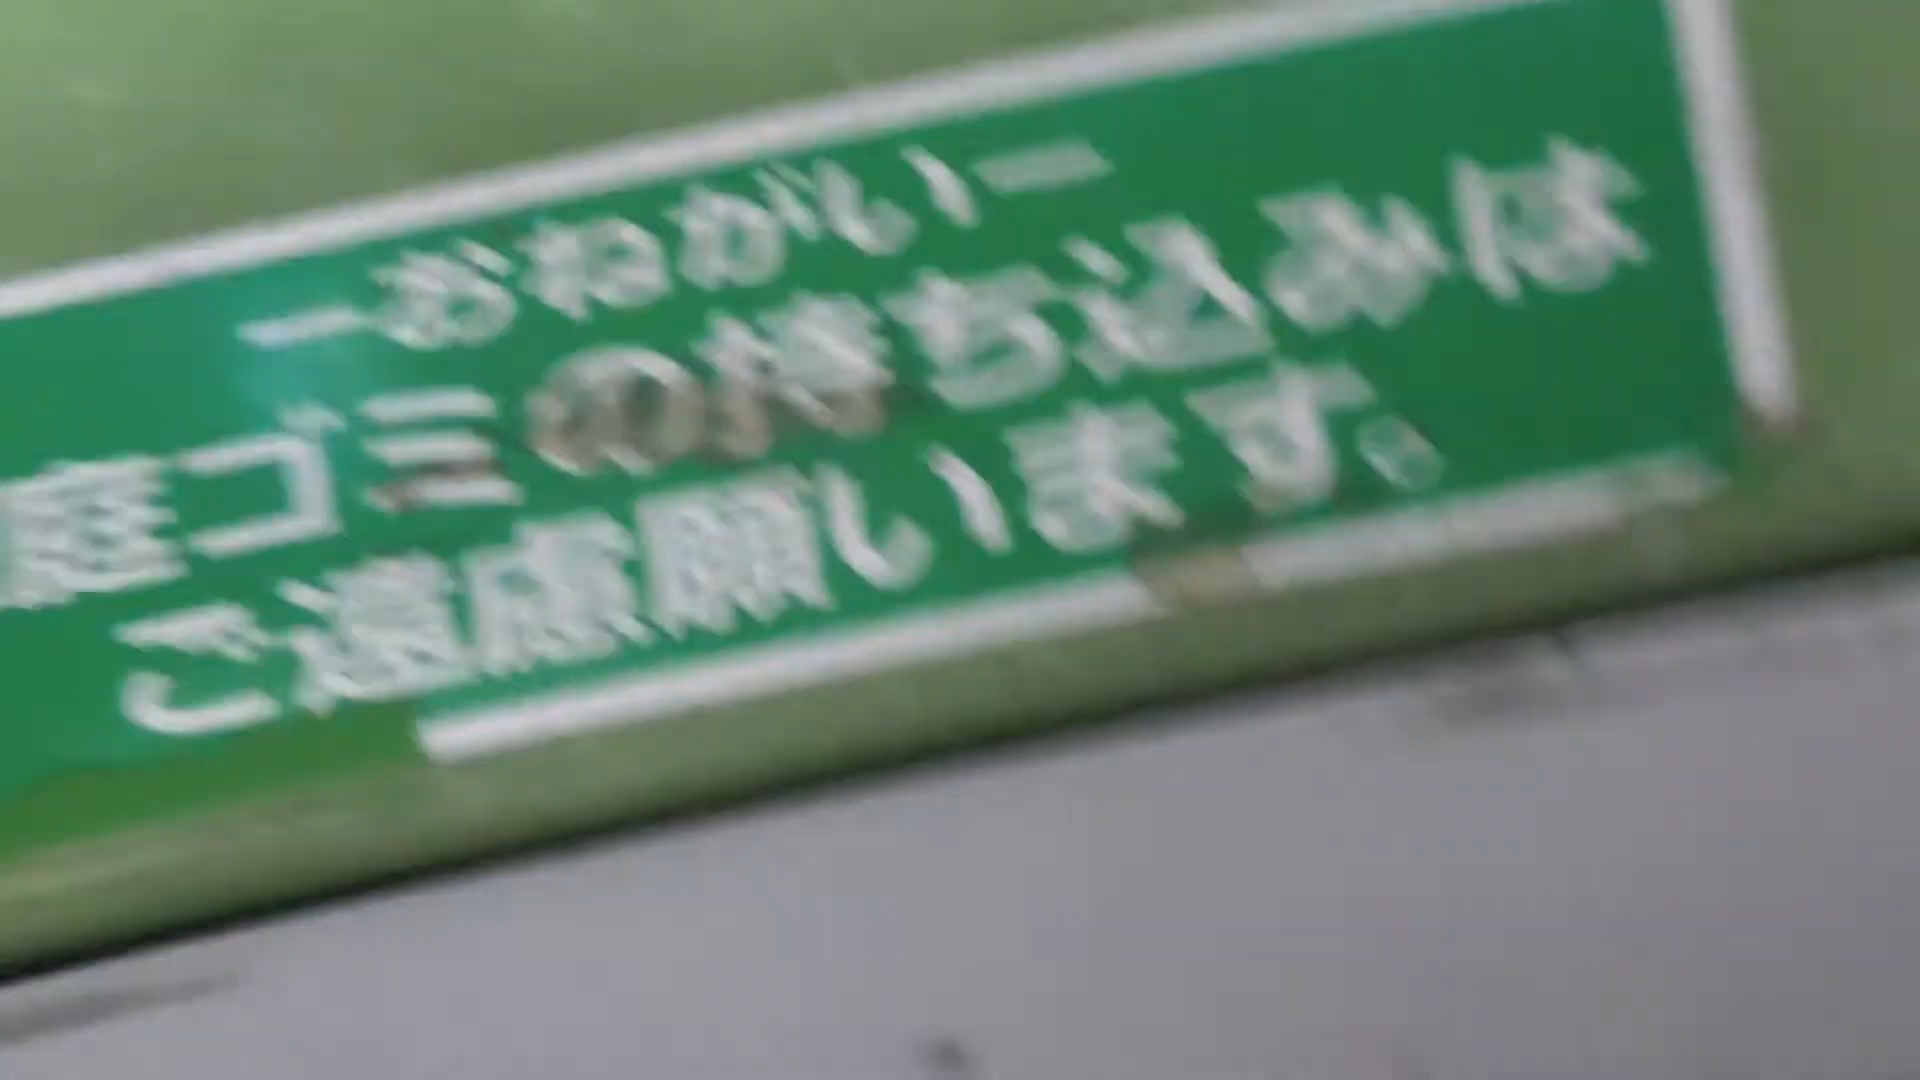 ーおねがいー
庭ゴミの持ち込みは
ご遠慮願います。